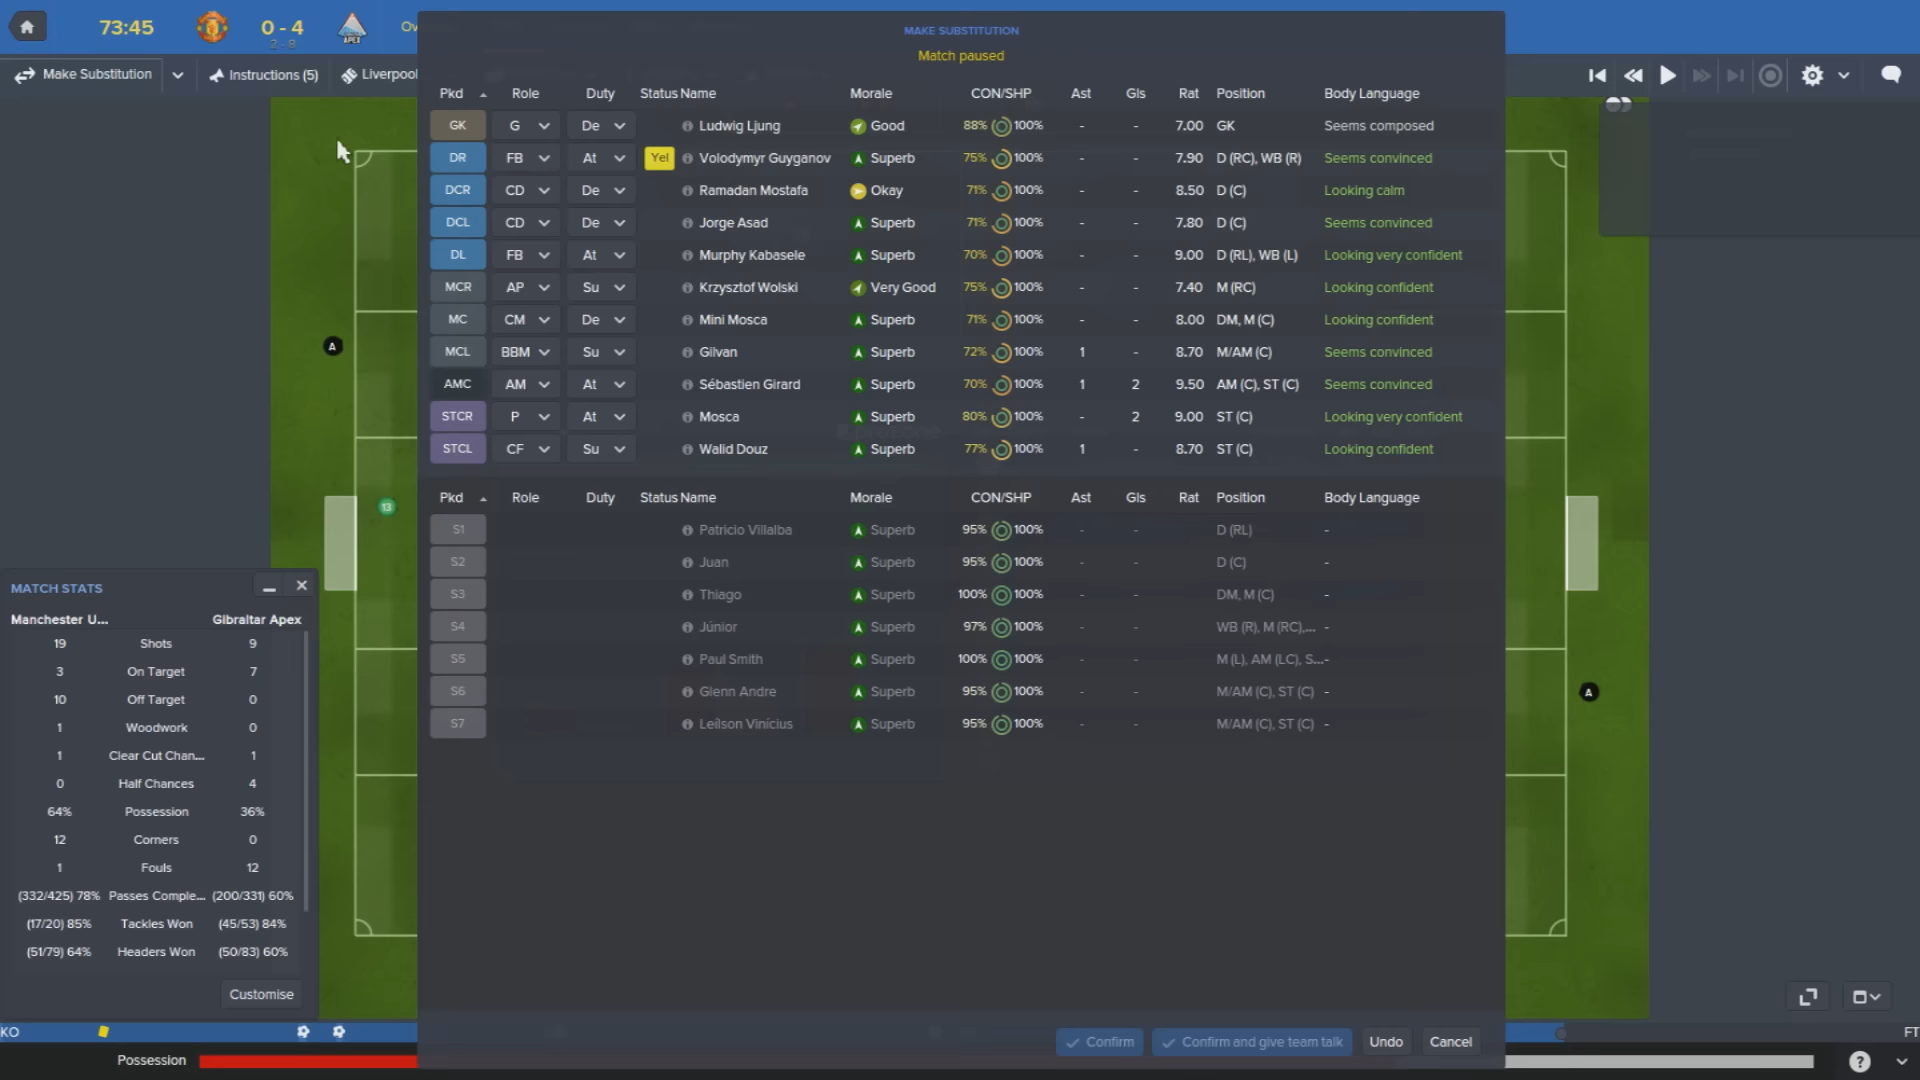 73:45 0 - 4 APEX Ov
2 - 8
Make Substitution Instructions (5) Liverpool
MAKE SUBSTITUTION
Match paused
Pkd Role Duty Status Name Morale CON/SHP Ast Gls Rat Position Body Language
GK G De Ludwig Ljung Good 88% 100% - - 7.00 GK Seems composed
DR FB At Yel Volodymyr Guyganov Superb 75% 100% - - 7.90 D (RC), WB (R) Seems convinced
DCR CD De Ramadan Mostafa Okay 71% 100% - - 8.50 D (C) Looking calm
DCL CD De Jorge Asad Superb 71% 100% - - 7.80 D (C) Seems convinced
DL FB At Murphy Kabasele Superb 70% 100% - - 9.00 D (RL), WB (L) Looking very confident
MCR AP Su Krzysztof Wolski Very Good 75% 100% - - 7.40 M (RC) Looking confident
MC CM De Mini Mosca Superb 71% 100% - - 8.00 DM, M (C) Looking confident
MCL BBM Su Gilvan Superb 72% 100% 1 - 8.70 M/AM (C) Seems convinced
AMC AM At Sébastien Girard Superb 70% 100% 1 2 9.50 AM (C), ST (C) Seems convinced
STCR P At Mosca Superb 80% 100% - 2 9.00 ST (C) Looking very confident
STCL CF Su Walid Douz Superb 77% 100% 1 - 8.70 ST (C) Looking confident
Pkd Role Duty Status Name Morale CON/SHP Ast Gls Rat Position Body Language
S1 Patricio Villalba Superb 95% 100% - - D (RL) -
S2 Juan Superb 95% 100% - - D (C) -
S3 Thiago Superb 100% 100% - - DM, M (C) -
S4 Júnior Superb 97% 100% - - WB (R), M (RC),... -
S5 Paul Smith Superb 100% 100% - - M (L), AM (LC), S...-
S6 Glenn Andre Superb 95% 100% - - M/AM (C), ST (C) -
S7 Leílson Vinícius Superb 95% 100% - - M/AM (C), ST (C) -
A
13
A
MATCH STATS
Manchester U... Gibraltar Apex
19 Shots 9
3 On Target 7
10 Off Target 0
1 Woodwork 0
1 Clear Cut Chan... 1
0 Half Chances 4
64% Possession 36%
12 Corners 0
1 Fouls 12
(332/425) 78% Passes Comple... (200/331) 60%
(17/20) 85% Tackles Won (45/53) 84%
(51/79) 64% Headers Won (50/83) 60%
Customise
KO FT
Confirm Confirm and give team talk Undo Cancel
Possession ?